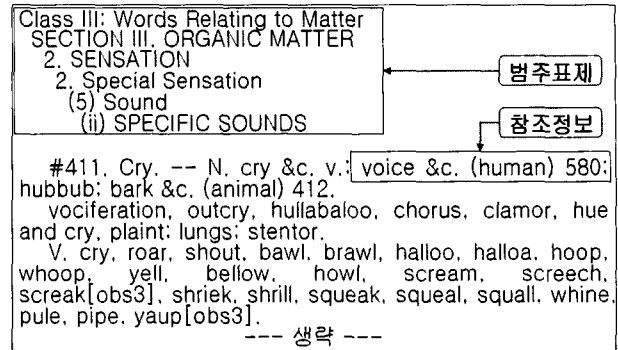 Class III: Words Relating to Matter
SECTION III. ORGANIC MATTER
2. SENSATION
2. Special Sensation
(5) Sound
(ii) SPECIFIC SOUNDS
범주표제
참조정보
#411. Cry. -- N. cry &c. v.: voice &c. (human) 580;
hubbub; bark &c. (animal) 412.
vociferation, outcry, hullabaloo, chorus, clamor, hue
and cry, plaint; lungs; stentor.
V. cry, roar, shout, bawl, brawl, halloo, halloa, hoop,
whoop, yell, bellow, howl, scream, screech,
screak[obs3], shriek, shrill, squeak, squeal, squall, whine,
pule, pipe, yaup[obs3].
--- 생략 ---